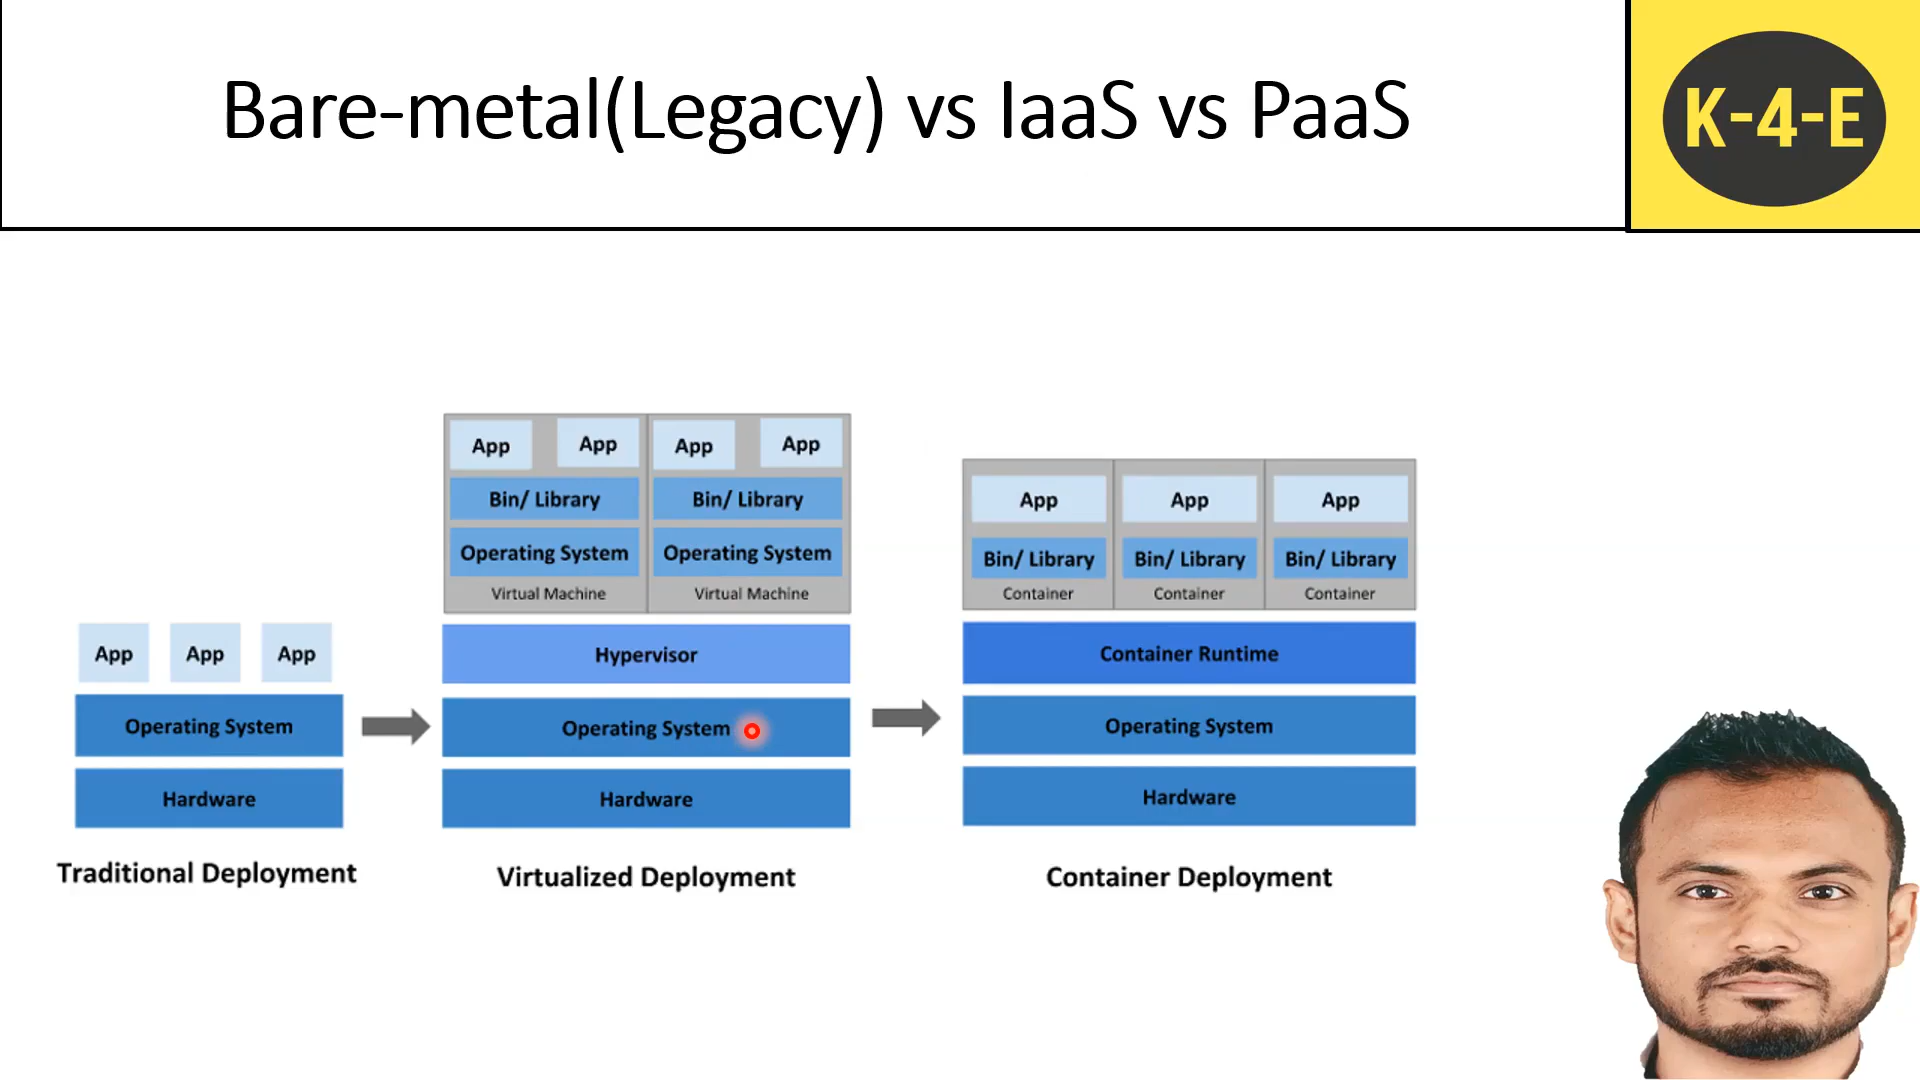 Bare-metal(Legacy) vs IaaS vs PaaS
K-4-E
App App App
Operating System
Hardware
Traditional Deployment
App App App App
Bin/ Library Bin/ Library
Operating System Operating System
Virtual Machine Virtual Machine
Hypervisor
Operating System
Hardware
Virtualized Deployment
App App App
Bin/ Library Bin/ Library Bin/ Library
Container Container Container
Container Runtime
Operating System
Hardware
Container Deployment